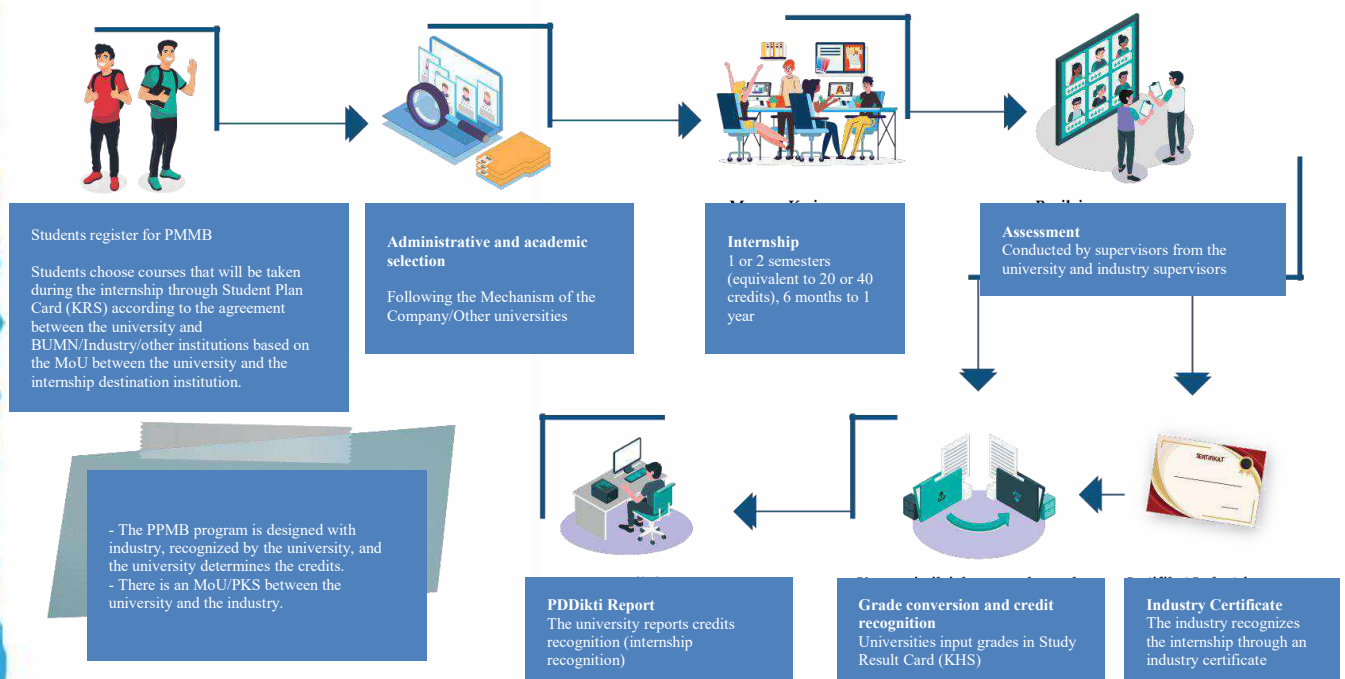 Students register for PMMB
Students choose courses that will be taken
during the internship through Student Plan
Card (KRS) according to the agreement
between the university and
BUMN/Industry/other institutions based on
the MoU between the university and the
internship destination institution.
Administrative and academic
selection
Following the Mechanism of the
Company/Other universities
Internship
1 or 2 semesters
(equivalent to 20 or 40
credits), 6 months to 1
year
Assessment
Conducted by supervisors from the
university and industry supervisors
SERTIFIKAT
Industry Certificate
The industry recognizes
the internship through an
industry certificate
Grade conversion and credit
recognition
Universities input grades in Study
Result Card (KHS)
PDDikti Report
The university reports credits
recognition (internship
recognition)
- The PPMB program is designed with
industry, recognized by the university, and
the university determines the credits.
- There is an MoU/PKS between the
university and the industry.